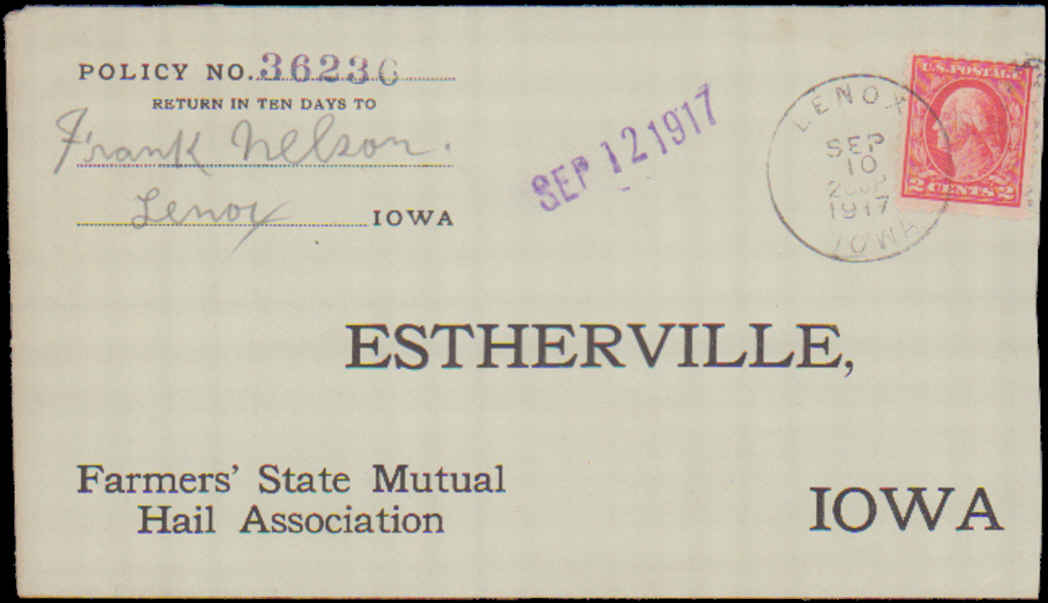 POLICY NO. 36236
RETURN IN TEN DAYS TO
Frank Nelson.
Lenox IOWA
SEP 12 1917
LENOX
SEP
10
1917
IOWA
U.S. POSTAGE
2 CENTS 2
ESTHERVILLE,
Farmers' State Mutual
Hail Association
IOWA